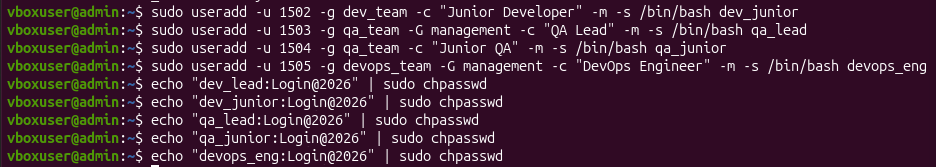 vboxuser@admin:~$ sudo useradd -u 1502 -g dev_team -c "Junior Developer" -m -s /bin/bash dev_junior
vboxuser@admin:~$ sudo useradd -u 1503 -g qa_team -G management -c "QA Lead" -m -s /bin/bash qa_lead
vboxuser@admin:~$ sudo useradd -u 1504 -g qa_team -c "Junior QA" -m -s /bin/bash qa_junior
vboxuser@admin:~$ sudo useradd -u 1505 -g devops_team -G management -c "DevOps Engineer" -m -s /bin/bash devops_eng
vboxuser@admin:~$ echo "dev_lead:Login@2026" | sudo chpasswd
vboxuser@admin:~$ echo "dev_junior:Login@2026" | sudo chpasswd
vboxuser@admin:~$ echo "qa_lead:Login@2026" | sudo chpasswd
vboxuser@admin:~$ echo "qa_junior:Login@2026" | sudo chpasswd
vboxuser@admin:~$ echo "devops_eng:Login@2026" | sudo chpasswd